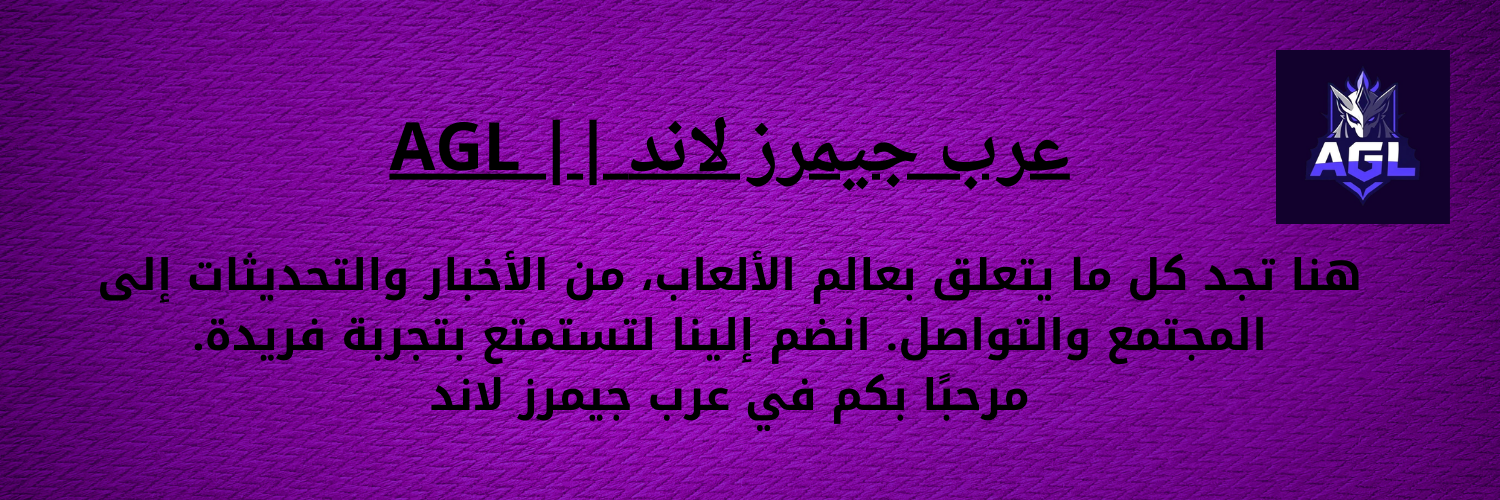 عرب جيمرز لاند || AGL
AGL
هنا تجد كل ما يتعلق بعالم الألعاب، من الأخبار والتحديثات إلى
المجتمع والتواصل. انضم إلينا لتستمتع بتجربة فريدة.
مرحبًا بكم في عرب جيمرز لاند